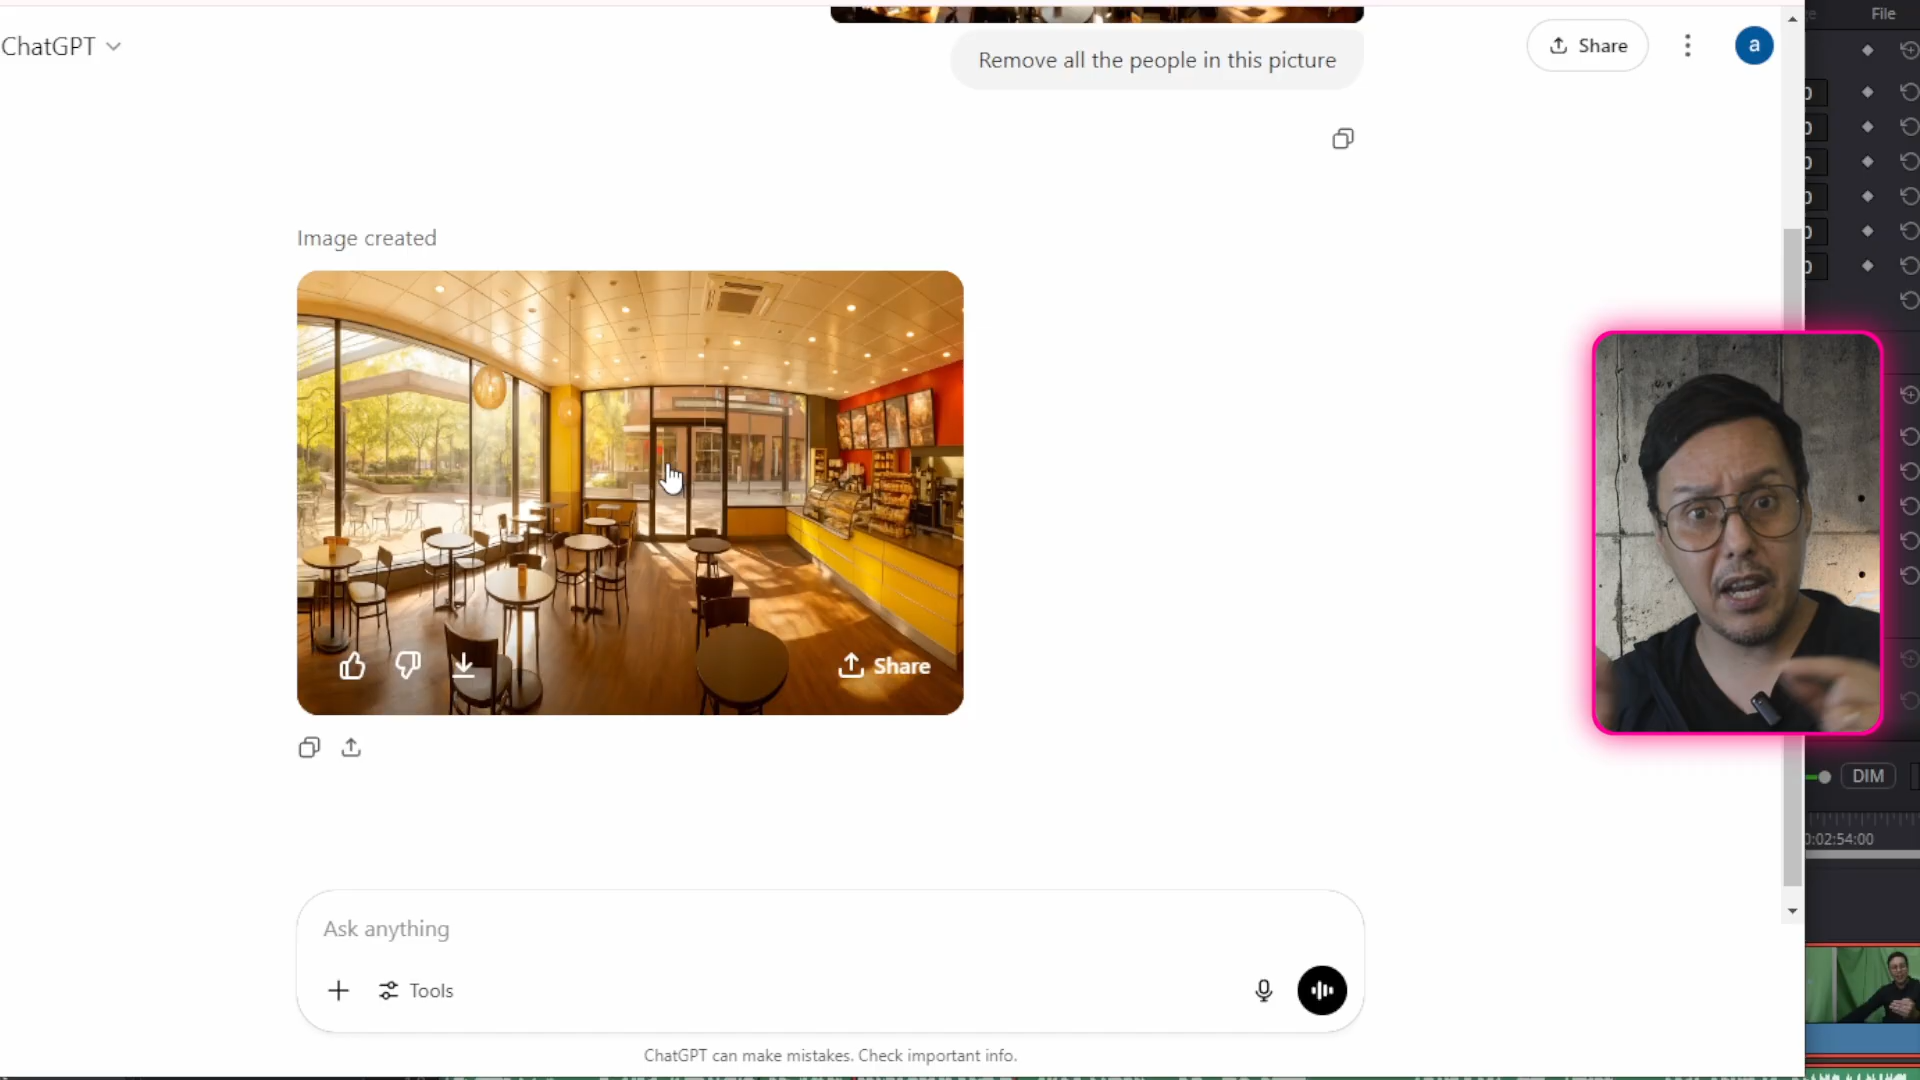 File
ChatGPT
Remove all the people in this picture
Share
a
Image created
Share
DIM
0:02:54:00
Ask anything
Tools
ChatGPT can make mistakes. Check important info.